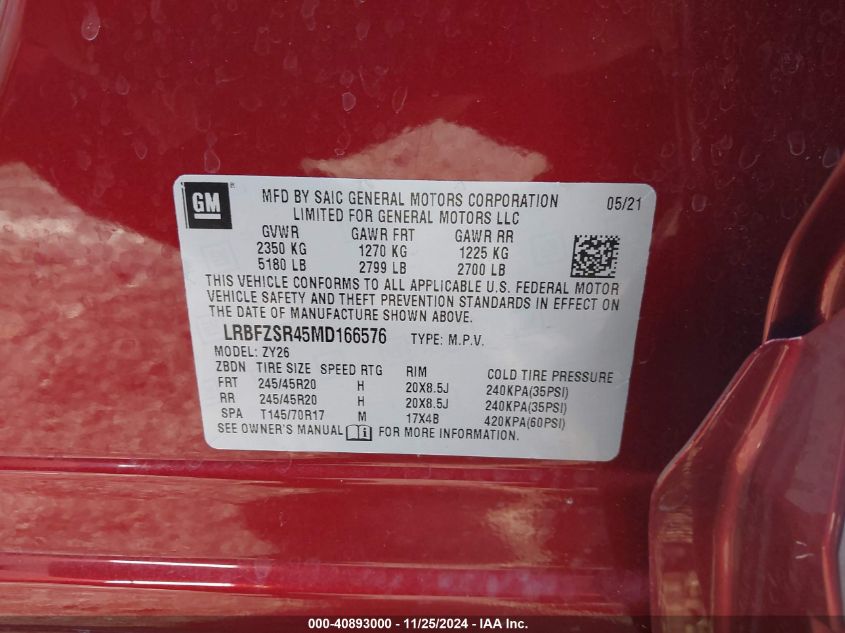 GM
MFD BY SAIC GENERAL MOTORS CORPORATION 05/21
LIMITED FOR GENERAL MOTORS LLC
GVWR GAWR FRT GAWR RR
2350 KG 1270 KG 1225 KG
5180 LB 2799 LB 2700 LB
THIS VEHICLE CONFORMS TO ALL APPLICABLE U.S. FEDERAL MOTOR
VEHICLE SAFETY AND THEFT PREVENTION STANDARDS IN EFFECT ON
THE DATE OF MANUFACTURE SHOWN ABOVE.
LRBFZSR45MD166576 TYPE: M.P.V.
MODEL: ZY26
ZBDN TIRE SIZE SPEED RTG RIM COLD TIRE PRESSURE
FRT 245/45R20 H 20X8.5J 240KPA(35PSI)
RR 245/45R20 H 20X8.5J 240KPA(35PSI)
SPA T145/70R17 M 17X4B 420KPA(60PSI)
SEE OWNER'S MANUAL i FOR MORE INFORMATION.
000-40893000 - 11/25/2024 - IAA Inc.